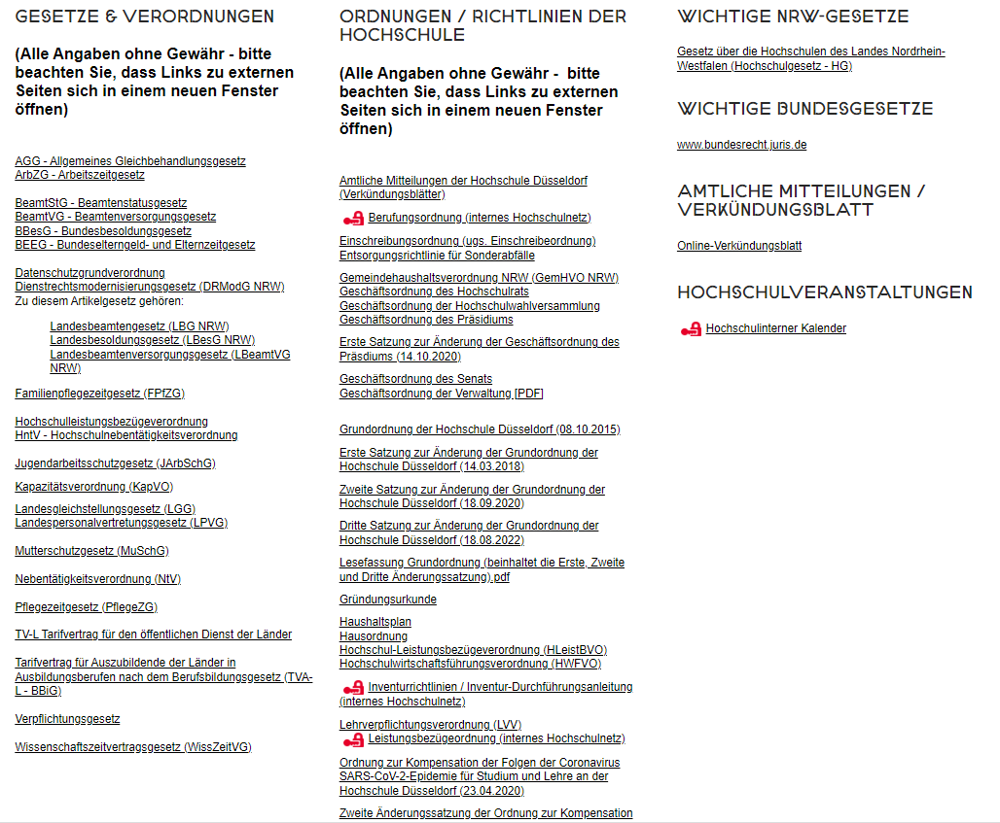 GESETZE & VERORDNUNGEN
(Alle Angaben ohne Gewähr - bitte
beachten Sie, dass Links zu externen
Seiten sich in einem neuen Fenster
öffnen)
AGG - Allgemeines Gleichbehandlungsgesetz
ArbZG - Arbeitszeitgesetz
BeamtStG - Beamtenstatusgesetz
BeamtVG - Beamtenversorgungsgesetz
BBesG - Bundesbesoldungsgesetz
BEEG - Bundeselterngeld- und Elternzeitgesetz
Datenschutzgrundverordnung
Dienstrechtsmodernisierungsgesetz (DRModG NRW)
Zu diesem Artikelgesetz gehören:
Landesbeamtengesetz (LBG NRW)
Landesbesoldungsgesetz (LBesG NRW)
Landesbeamtenversorgungsgesetz (LBeamtVG
NRW)
Familienpflegezeitgesetz (FPfZG)
Hochschulleistungsbezügeverordnung
HntV - Hochschulnebentätigkeitsverordnung
Jugendarbeitsschutzgesetz (JArbSchG)
Kapazitätsverordnung (KapVO)
Landesgleichstellungsgesetz (LGG)
Landespersonalvertretungsgesetz (LPVG)
Mutterschutzgesetz (MuSchG)
Nebentätigkeitsverordnung (NtV)
Pflegezeitgesetz (PflegeZG)
TV-L Tarifvertrag für den öffentlichen Dienst der Länder
Tarifvertrag für Auszubildende der Länder in
Ausbildungsberufen nach dem Berufsbildungsgesetz (TVA-
L - BBiG)
Verpflichtungsgesetz
Wissenschaftszeitvertragsgesetz (WissZeitVG)
ORDNUNGEN / RICHTLINIEN DER
HOCHSCHULE
(Alle Angaben ohne Gewähr - bitte
beachten Sie, dass Links zu externen
Seiten sich in einem neuen Fenster
öffnen)
Amtliche Mitteilungen der Hochschule Düsseldorf
(Verkündungsblätter)
Berufungsordnung (internes Hochschulnetz)
Einschreibungsordnung (ugs. Einschreibeordnung)
Entsorgungsrichtlinie für Sonderabfälle
Gemeindehaushaltsverordnung NRW (GemHVO NRW)
Geschäftsordnung des Hochschulrats
Geschäftsordnung der Hochschulwahlversammlung
Geschäftsordnung des Präsidiums
Erste Satzung zur Änderung der Geschäftsordnung des
Präsdiums (14.10.2020)
Geschäftsordnung des Senats
Geschäftsordnung der Verwaltung [PDF]
Grundordnung der Hochschule Düsseldorf (08.10.2015)
Erste Satzung zur Änderung der Grundordnung der
Hochschule Düsseldorf (14.03.2018)
Zweite Satzung zur Änderung der Grundordnung der
Hochschule Düsseldorf (18.09.2020)
Dritte Satzung zur Änderung der Grundordnung der
Hochschule Düsseldorf (18.08.2022)
Lesefassung Grundordnung (beinhaltet die Erste, Zweite
und Dritte Änderungssatzung).pdf
Gründungsurkunde
Haushaltsplan
Hausordnung
Hochschul-Leistungsbezügeverordnung (HLeistBVO)
Hochschulwirtschaftsführungsverordnung (HWFVO)
Inventurrichtlinien / Inventur-Durchführungsanleitung
(internes Hochschulnetz)
Lehrverpflichtungsverordnung (LVV)
Leistungsbezügeordnung (internes Hochschulnetz)
Ordnung zur Kompensation der Folgen der Coronavirus
SARS-CoV-2-Epidemie für Studium und Lehre an der
Hochschule Düsseldorf (23.04.2020)
Zweite Änderungssatzung der Ordnung zur Kompensation
WICHTIGE NRW-GESETZE
Gesetz über die Hochschulen des Landes Nordrhein-
Westfalen (Hochschulgesetz - HG)
WICHTIGE BUNDESGESETZE
www.bundesrecht.juris.de
AMTLICHE MITTEILUNGEN /
VERKÜNDUNGSBLATT
Online-Verkündungsblatt
HOCHSCHULVERANSTALTUNGEN
Hochschulinterner Kalender